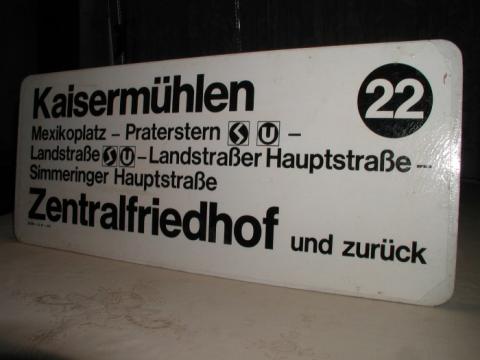 Kaisermühlen
22
Mexikoplatz – Praterstern S U –
Landstraße S U – Landstraßer Hauptstraße –
Simmeringer Hauptstraße
Zentralfriedhof und zurück